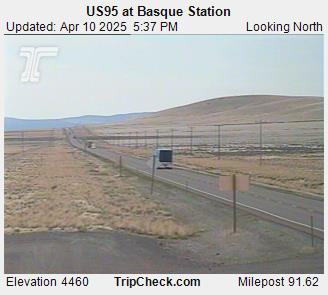 US95 at Basque Station
Updated: Apr 10 2025 5:37 PM Looking North
Elevation 4460 TripCheck.com Milepost 91.62